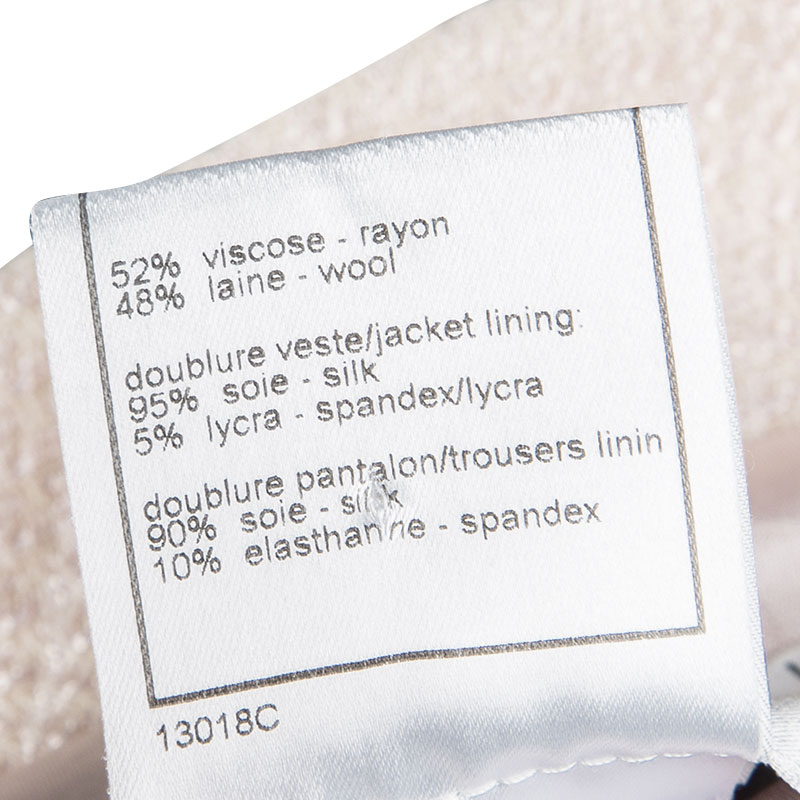 52% viscose - rayon
48% laine - wool
doublure veste/jacket lining:
95% soie - silk
5% lycra - spandex/lycra
doublure pantalon/trousers linin
90% soie - silk
10% elasthanne - spandex
13018C